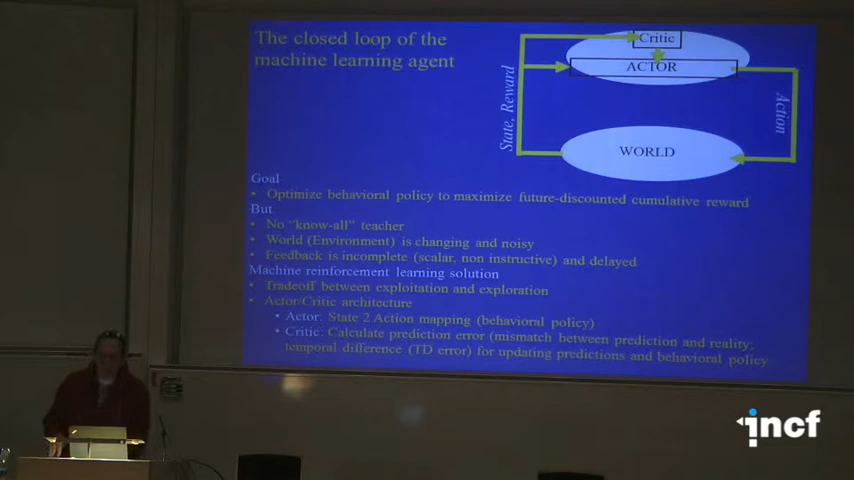 The closed loop of the
machine learning agent
Critic
ACTOR
State, Reward
Action
WORLD
Goal
• Optimize behavioral policy to maximize future-discounted cumulative reward
But
• No "know-all" teacher
• World (Environment) is changing and noisy
• Feedback is incomplete (scalar, non instructive) and delayed
Machine reinforcement learning solution
• Tradeoff between exploitation and exploration
• Actor/Critic architecture
• Actor: State 2 Action mapping (behavioral policy)
• Critic: Calculate prediction error (mismatch between prediction and reality;
temporal difference (TD error) for updating predictions and behavioral policy
incf